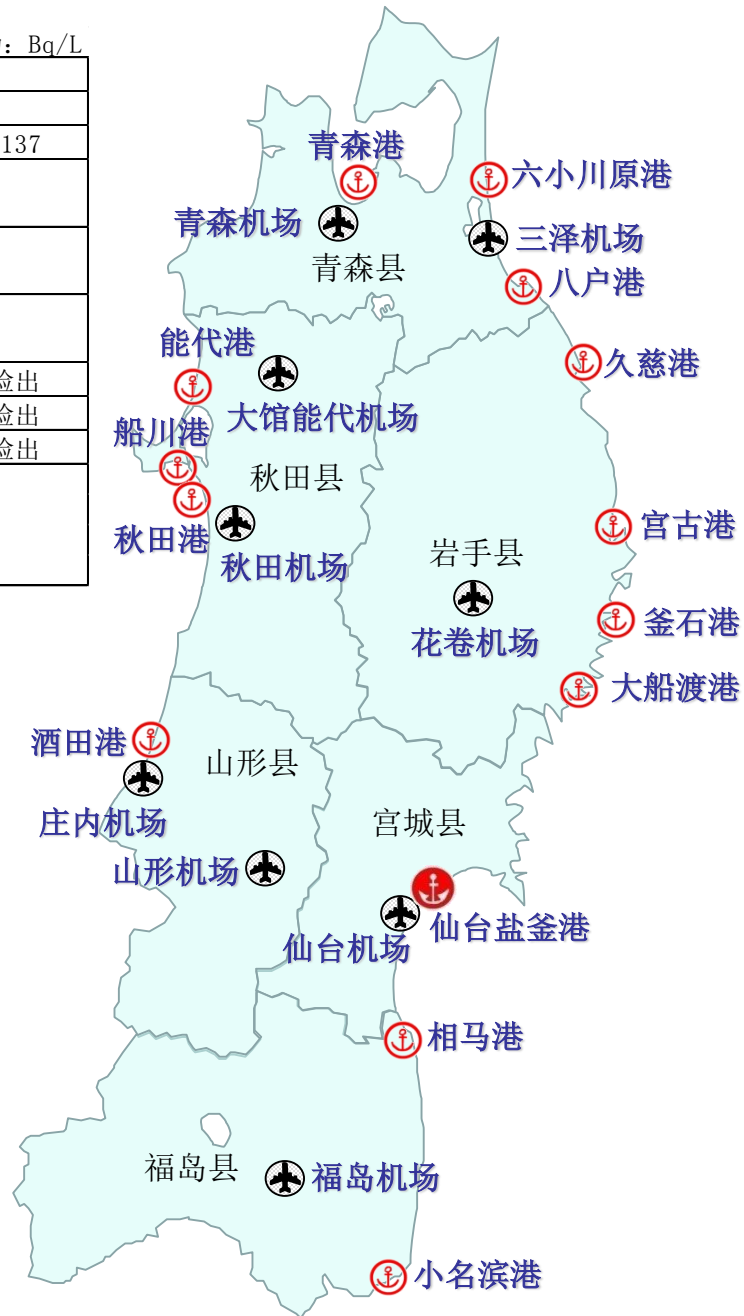 ：Bq/L
137
检出
检出
检出
青森港
六小川原港
青森机场
三泽机场
青森县
八户港
能代港
久慈港
大馆能代机场
船川港
秋田县
宫古港
秋田港
岩手县
秋田机场
釜石港
花卷机场
大船渡港
酒田港
山形县
庄内机场
宫城县
山形机场
仙台盐釜港
仙台机场
相马港
福岛县
福岛机场
小名滨港